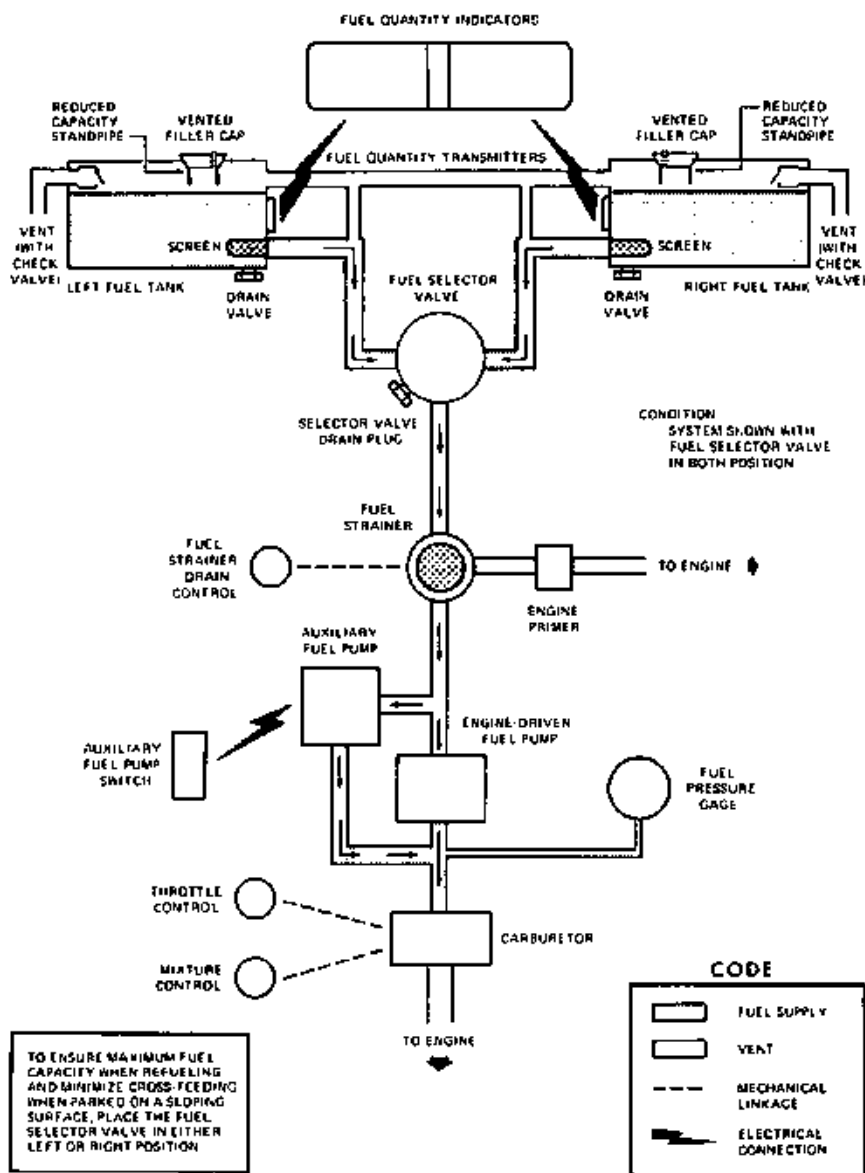 FUEL QUANTITY INDICATORS
REDUCED
CAPACITY
STANDPIPE
VENTED
FILLER CAP
VENTED
FILLER CAP
REDUCED
CAPACITY
STANDPIPE
FUEL QUANTITY TRANSMITTERS
VENT
(WITH
CHECK
VALVE)
SCREEN
SCREEN
VENT
(WITH
CHECK
VALVE)
LEFT FUEL TANK
DRAIN
VALVE
FUEL SELECTOR
VALVE
DRAIN
VALVE
RIGHT FUEL TANK
SELECTOR VALVE
DRAIN PLUG
CONDITION
SYSTEM SHOWN WITH
FUEL SELECTOR VALVE
IN BOTH POSITION
FUEL
STRAINER
FUEL
STRAINER
DRAIN
CONTROL
TO ENGINE
ENGINE
PRIMER
AUXILIARY
FUEL PUMP
ENGINE-DRIVEN
FUEL PUMP
AUXILIARY
FUEL PUMP
SWITCH
FUEL
PRESSURE
GAGE
THROTTLE
CONTROL
CARBURETOR
MIXTURE
CONTROL
TO ENGINE
CODE
FUEL SUPPLY
VENT
MECHANICAL
LINKAGE
ELECTRICAL
CONNECTION
TO ENSURE MAXIMUM FUEL
CAPACITY WHEN REFUELING
AND MINIMIZE CROSS-FEEDING
WHEN PARKED ON A SLOPING
SURFACE, PLACE THE FUEL
SELECTOR VALVE IN EITHER
LEFT OR RIGHT POSITION